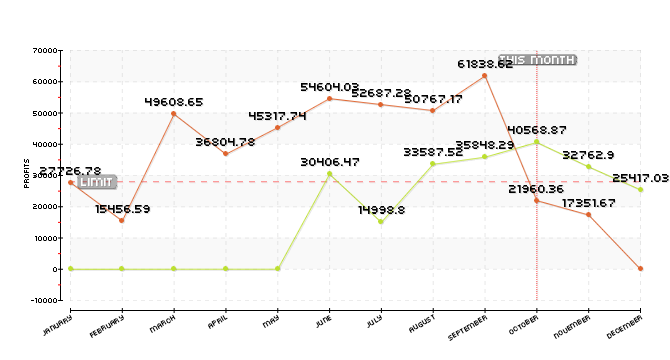 70000
THIS MONTH
61838.62
60000
54604.03
52687.28
50767.17
50000
49608.65
45317.74
40568.87
40000
36804.78
35848.29
33587.52
32762.9
30406.47
30000
27726.78
LIMIT
25417.03
21960.36
20000
17351.67
15456.59
14998.8
10000
0
-10000
PROFITS
JANUARY
FEBRUARY
MARCH
APRIL
MAY
JUNE
JULY
AUGUST
SEPTEMBER
OCTOBER
NOVEMBER
DECEMBER